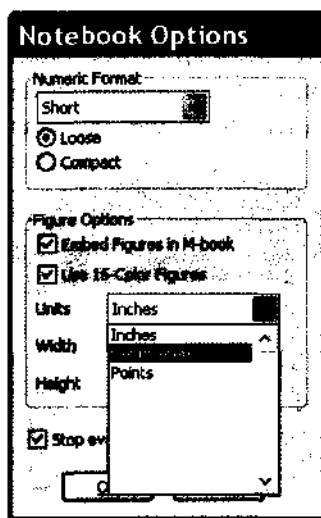 Notebook Options
Numeric Format
Short
Loose
Compact
Figure Options
Embed Figures in M-book
Use 16-Color Figures
Units Inches
Inches
Width
Points
Height
Stop